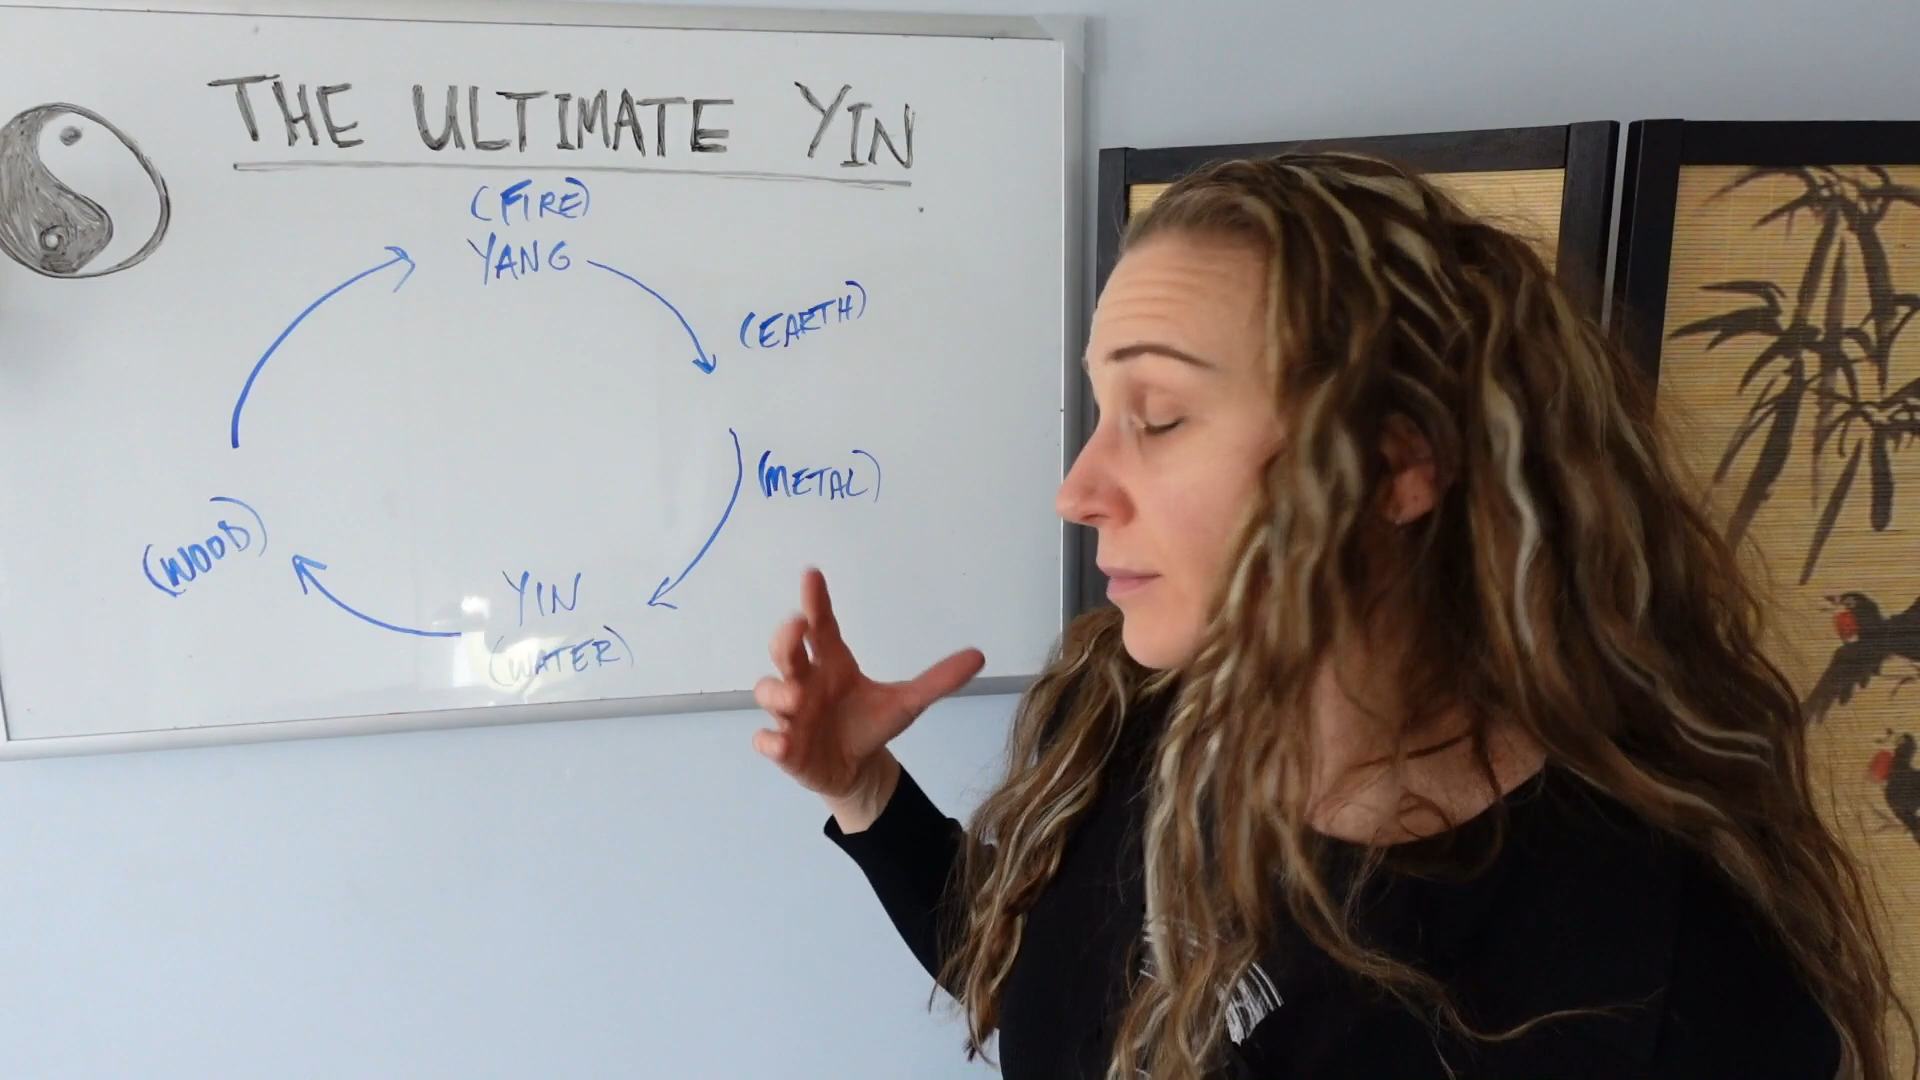 THE ULTIMATE YIN
(FIRE)
YANG
(EARTH)
(METAL)
(WOOD)
YIN
(WATER)